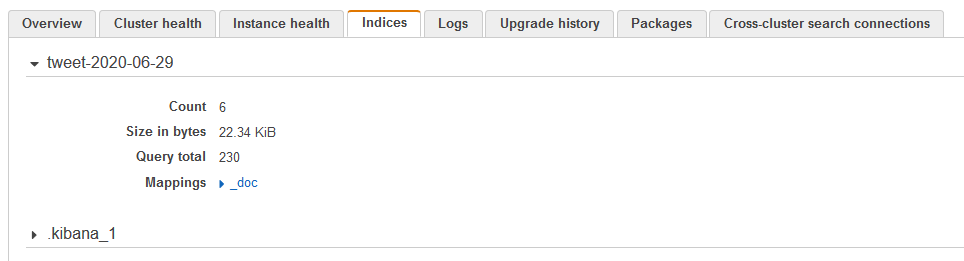 Overview Cluster health Instance health Indices Logs Upgrade history Packages Cross-cluster search connections
tweet-2020-06-29
Count 6
Size in bytes 22.34 KiB
Query total 230
Mappings _doc
.kibana_1